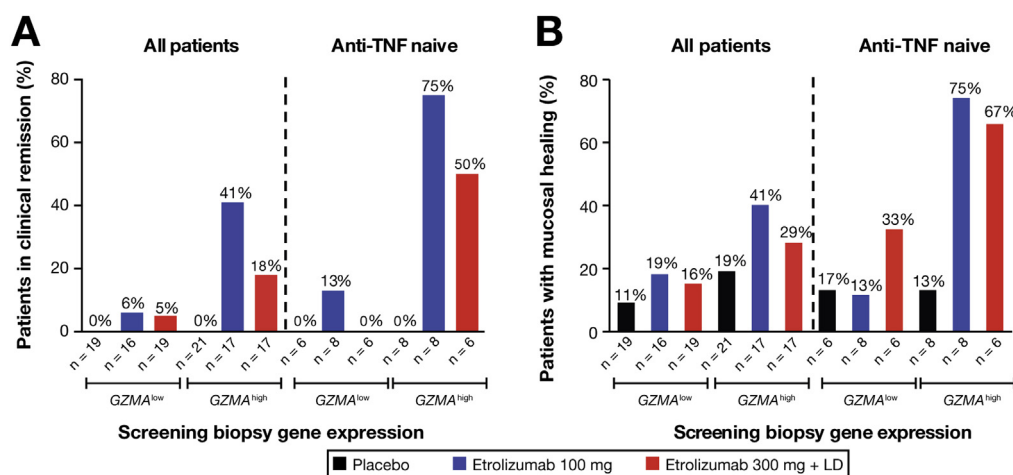 A
All patients
Anti-TNF naive
Patients in clinical remission (%)
80
60
40
20
0
0%
6%
5%
0%
41%
18%
0%
13%
0%
0%
75%
50%
n = 19
n = 16
n = 19
n = 21
n = 17
n = 17
n = 6
n = 8
n = 6
n = 8
n = 8
n = 6
GZMAlow
GZMAhigh
GZMAlow
GZMAhigh
Screening biopsy gene expression
B
All patients
Anti-TNF naive
Patients with mucosal healing (%)
80
60
40
20
0
11%
19%
16%
19%
41%
29%
17%
13%
33%
13%
75%
67%
n = 19
n = 16
n = 19
n = 21
n = 17
n = 17
n = 6
n = 8
n = 6
n = 8
n = 8
n = 6
GZMAlow
GZMAhigh
GZMAlow
GZMAhigh
Screening biopsy gene expression
Placebo
Etrolizumab 100 mg
Etrolizumab 300 mg + LD